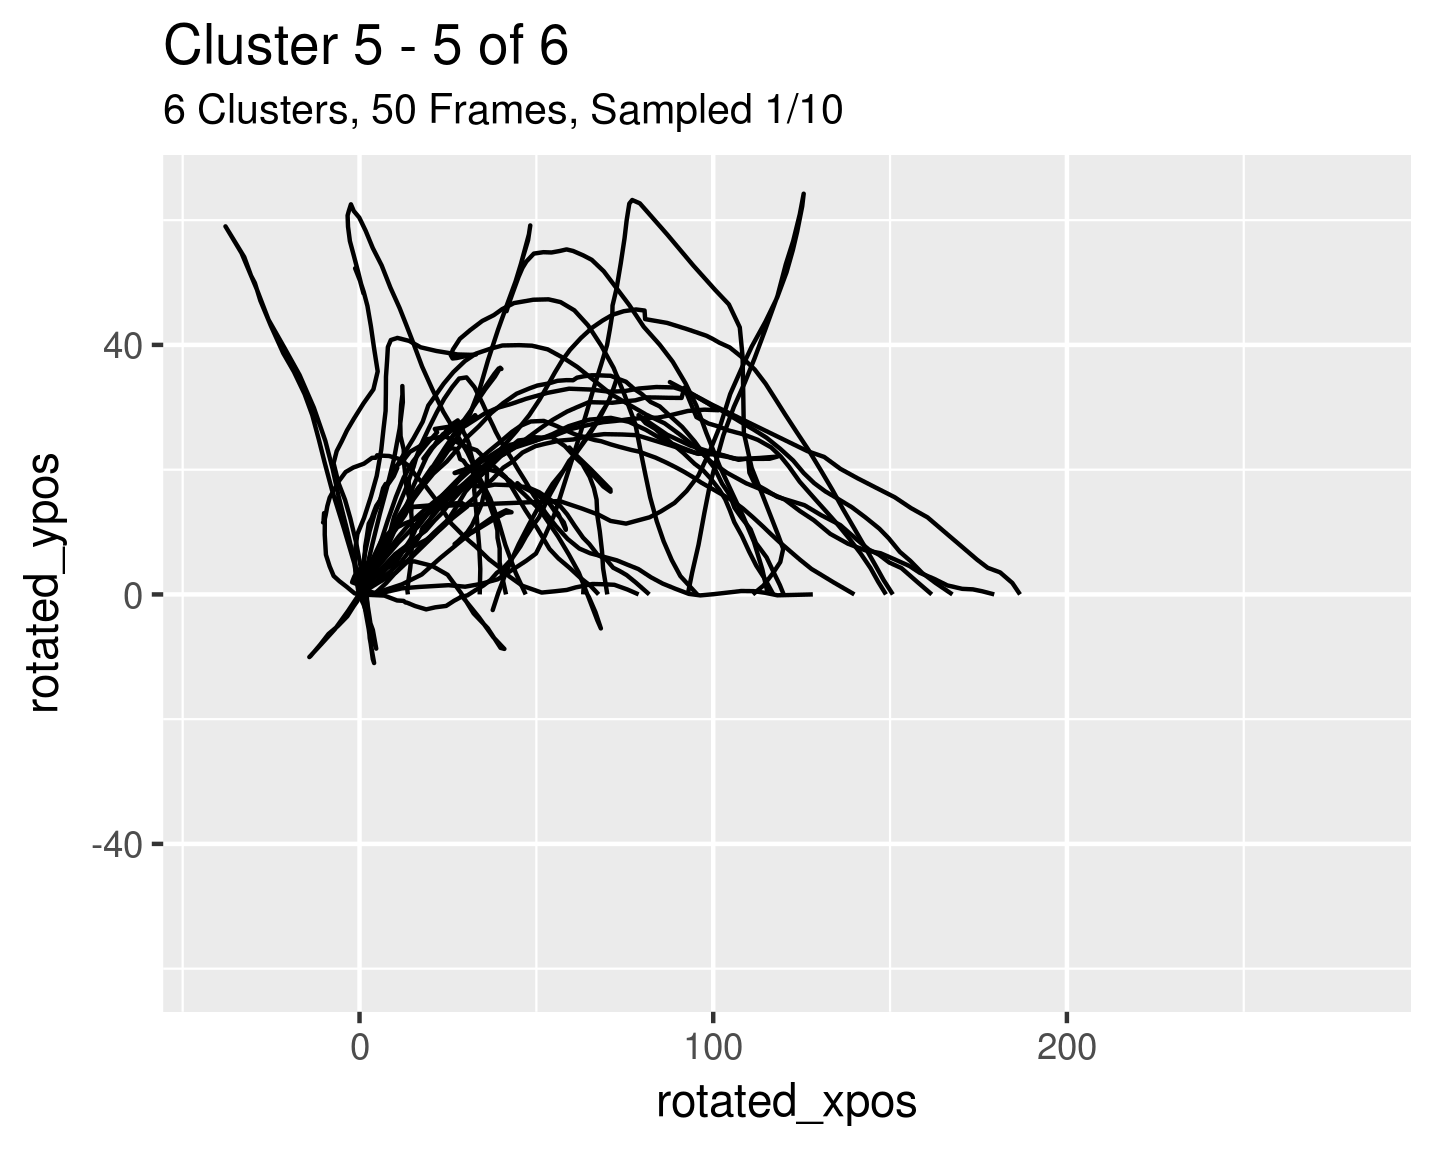 Cluster 5 - 5 of 6
6 Clusters, 50 Frames, Sampled 1/10
rotated_ypos
40
0
-40
0
100
200
rotated_xpos